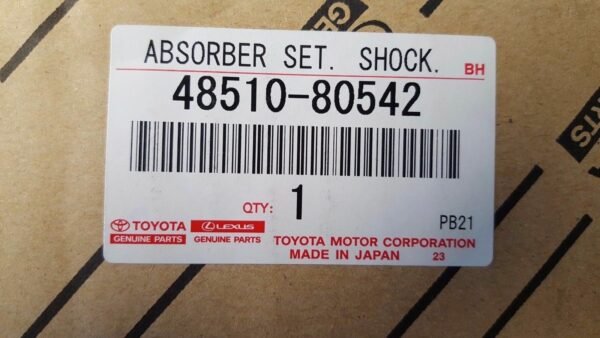 ABSORBER SET. SHOCK. BH
48510-80542
QTY: 1
PB21
TOYOTA LEXUS
GENUINE PARTS GENUINE PARTS
TOYOTA MOTOR CORPORATION
MADE IN JAPAN 23